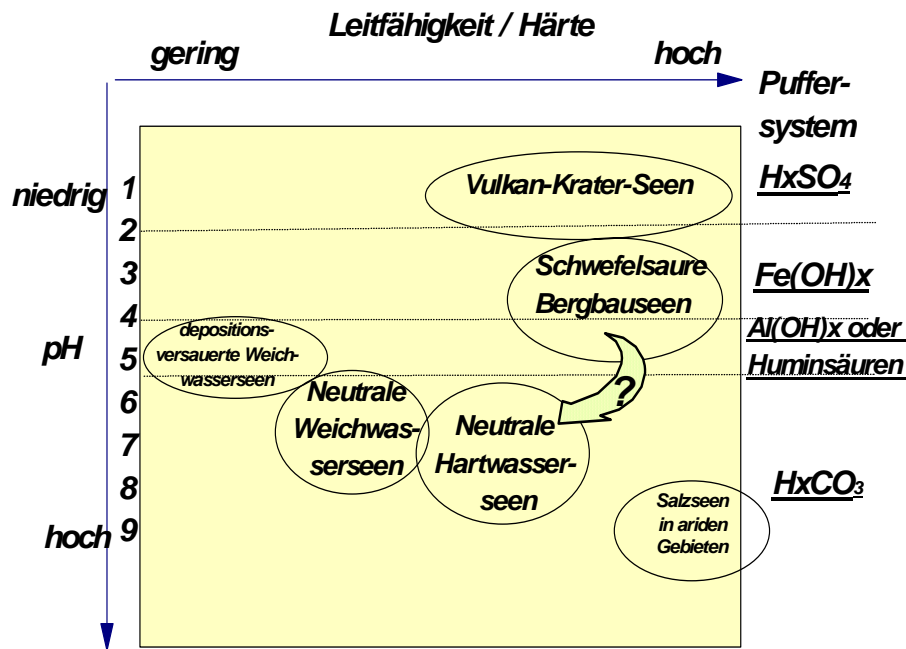 Leitfähigkeit / Härte
gering
hoch
Puffer-
system
niedrig
1
2
3
4
5
6
7
8
9
pH
hoch
Vulkan-Krater-Seen
HxSO4
Schwefelsaure
Bergbauseen
Fe(OH)x
depositions-
versauerte Weich-
wasserseen
Al(OH)x oder
Huminsäuren
?
Neutrale
Weichwas-
serseen
Neutrale
Hartwasser-
seen
HxCO3
Salzseen
in ariden
Gebieten